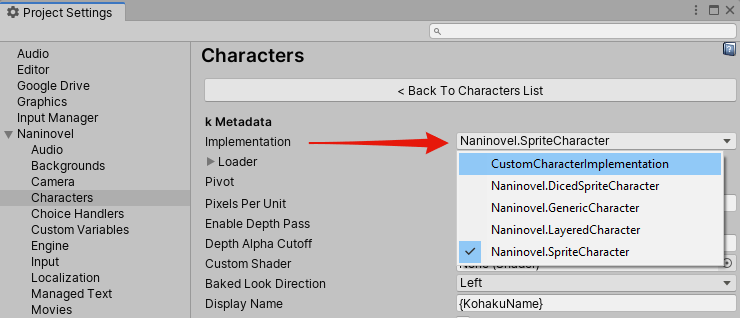 Project Settings
Audio
Editor
Google Drive
Graphics
Input Manager
Naninovel
Audio
Backgrounds
Camera
Characters
Choice Handlers
Custom Variables
Engine
Input
Localization
Managed Text
Movies
Characters
< Back To Characters List
k Metadata
Implementation
Naninovel.SpriteCharacter
CustomCharacterImplementation
Naninovel.DicedSpriteCharacter
Naninovel.GenericCharacter
Naninovel.LayeredCharacter
Naninovel.SpriteCharacter
Loader
Pivot
Pixels Per Unit
Enable Depth Pass
Depth Alpha Cutoff
Custom Shader
Baked Look Direction
Left
Display Name
{KohakuName}